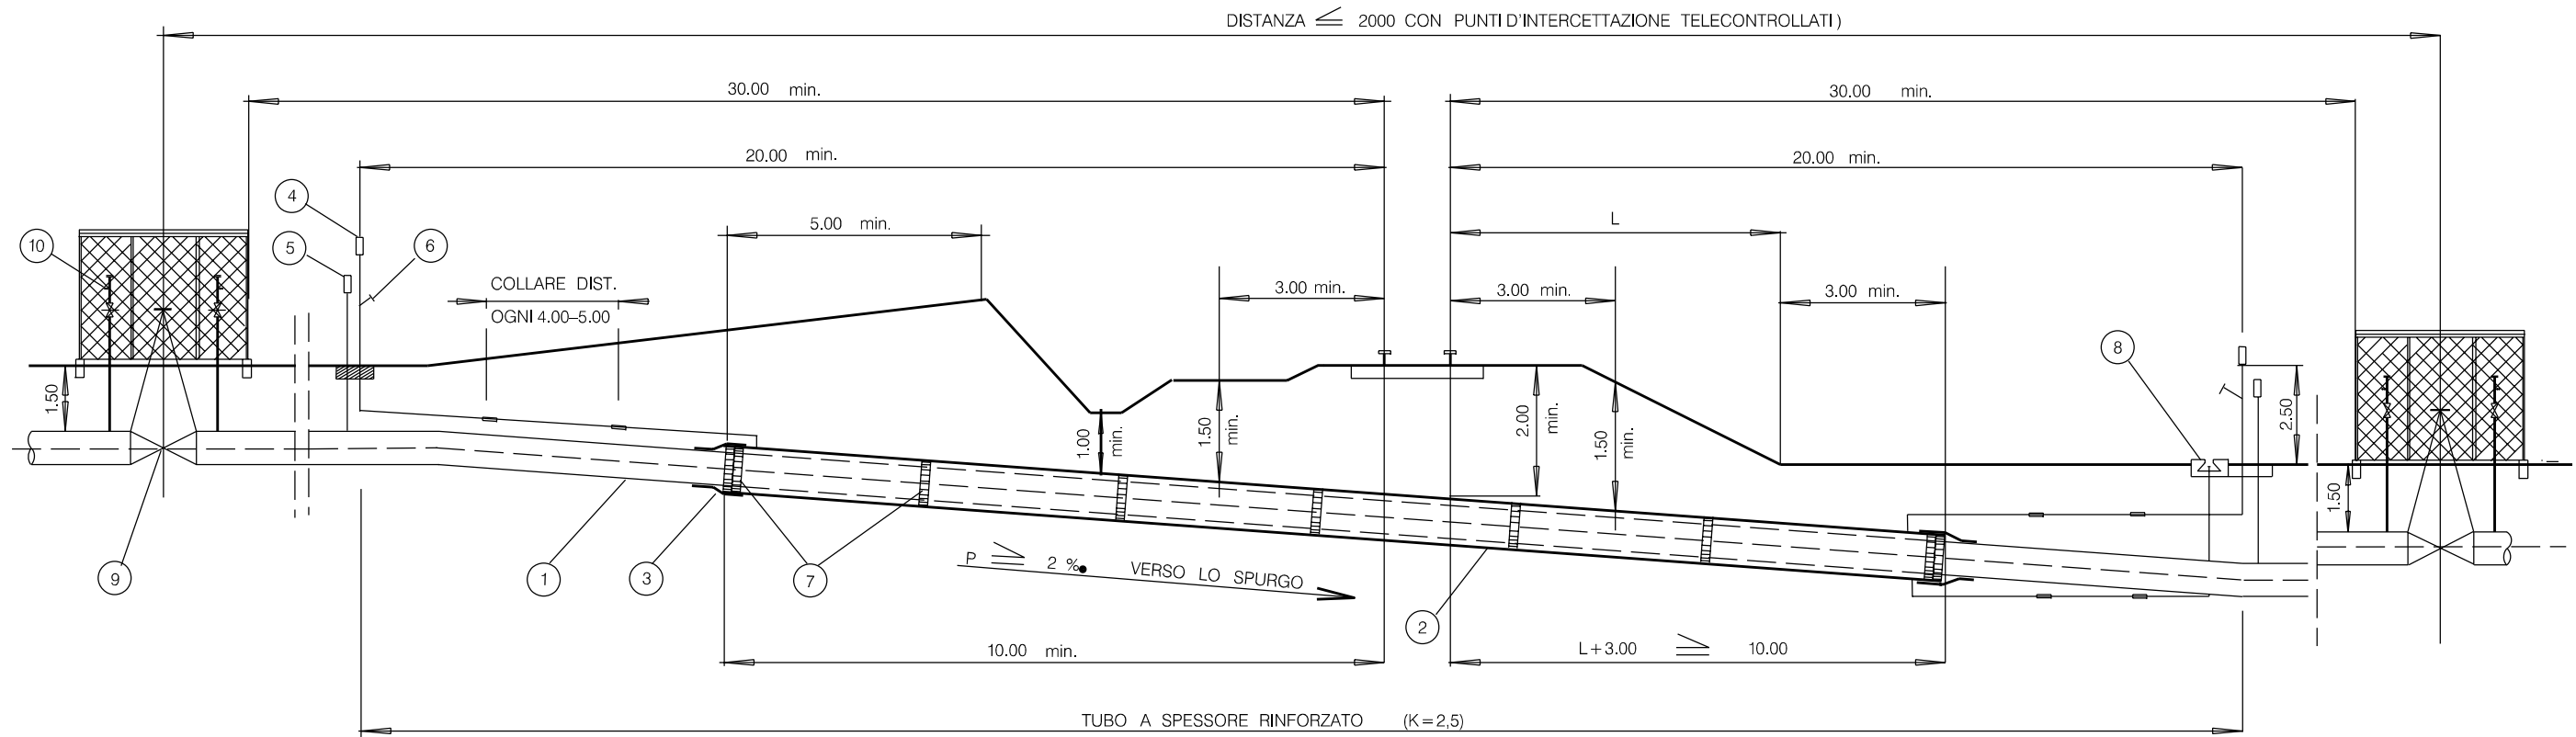 DISTANZA ≦ 2000 CON PUNTI D'INTERCETTAZIONE TELECONTROLLATI)
30.00 min.
30.00 min.
20.00 min.
20.00 min.
4
5.00 min.
L
10
5
6
COLLARE DIST.
OGNI 4.00–5.00
3.00 min.
3.00 min.
3.00 min.
8
1.50
1.00 min.
1.50 min.
2.00 min.
1.50 min.
2.50
1.50
9
1
3
7
P ≧ 2 ‰ VERSO LO SPURGO
2
10.00 min.
L+3.00 ≧ 10.00
TUBO A SPESSORE RINFORZATO (K=2,5)